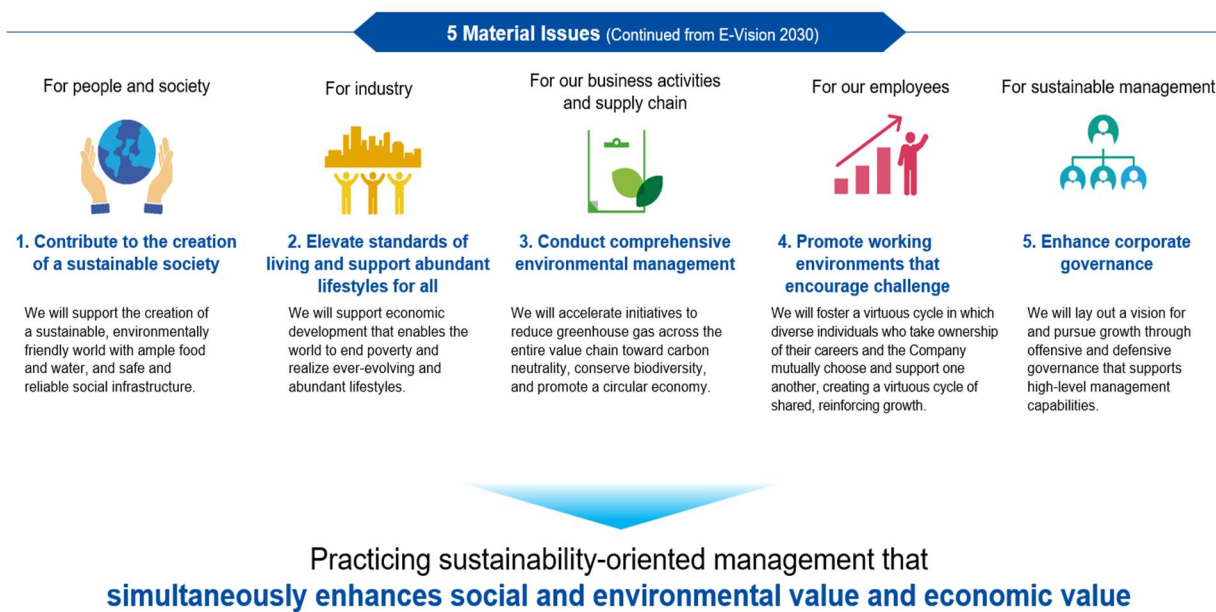 5 Material Issues (Continued from E-Vision 2030)
For people and society
1. Contribute to the creation
of a sustainable society
We will support the creation of
a sustainable, environmentally
friendly world with ample food
and water, and safe and
reliable social infrastructure.
For industry
2. Elevate standards of
living and support abundant
lifestyles for all
We will support economic
development that enables the
world to end poverty and
realize ever-evolving and
abundant lifestyles.
For our business activities
and supply chain
3. Conduct comprehensive
environmental management
We will accelerate initiatives to
reduce greenhouse gas across the
entire value chain toward carbon
neutrality, conserve biodiversity,
and promote a circular economy.
For our employees
4. Promote working
environments that
encourage challenge
We will foster a virtuous cycle in which
diverse individuals who take ownership
of their careers and the Company
mutually choose and support one
another, creating a virtuous cycle of
shared, reinforcing growth.
For sustainable management
5. Enhance corporate
governance
We will lay out a vision for
and pursue growth through
offensive and defensive
governance that supports
high-level management
capabilities.
Practicing sustainability-oriented management that
simultaneously enhances social and environmental value and economic value